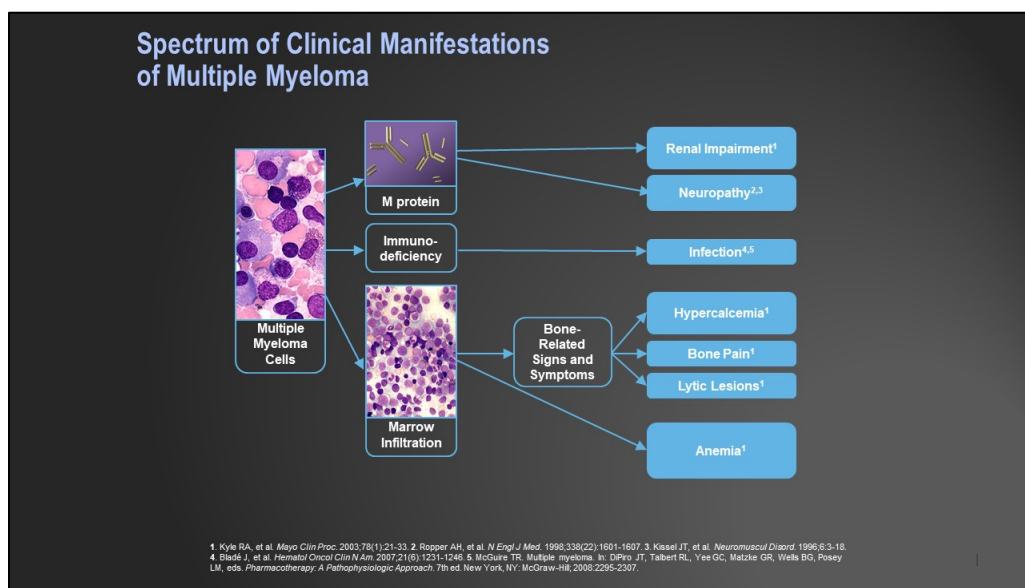 Spectrum of Clinical Manifestations
of Multiple Myeloma
Multiple
Myeloma
Cells
M protein
Immuno-
deficiency
Marrow
Infiltration
Bone-
Related
Signs and
Symptoms
Renal Impairment¹
Neuropathy²,³
Infection⁴,⁵
Hypercalcemia¹
Bone Pain¹
Lytic Lesions¹
Anemia¹
1. Kyle RA, et al. Mayo Clin Proc. 2003;78(1):21-33. 2. Ropper AH, et al. N Engl J Med. 1998;338(22):1601-1607. 3. Kissel JT, et al. Neuromuscul Disord. 1996;6:3-18.
4. Bladé J, et al. Hematol Oncol Clin N Am. 2007;21(6):1231-1246. 5. McGuire TR. Multiple myeloma. In: DiPiro JT, Talbert RL, Yee GC, Matzke GR, Wells BG, Posey
LM, eds. Pharmacotherapy: A Pathophysiologic Approach. 7th ed. New York, NY: McGraw-Hill; 2008:2295-2307.